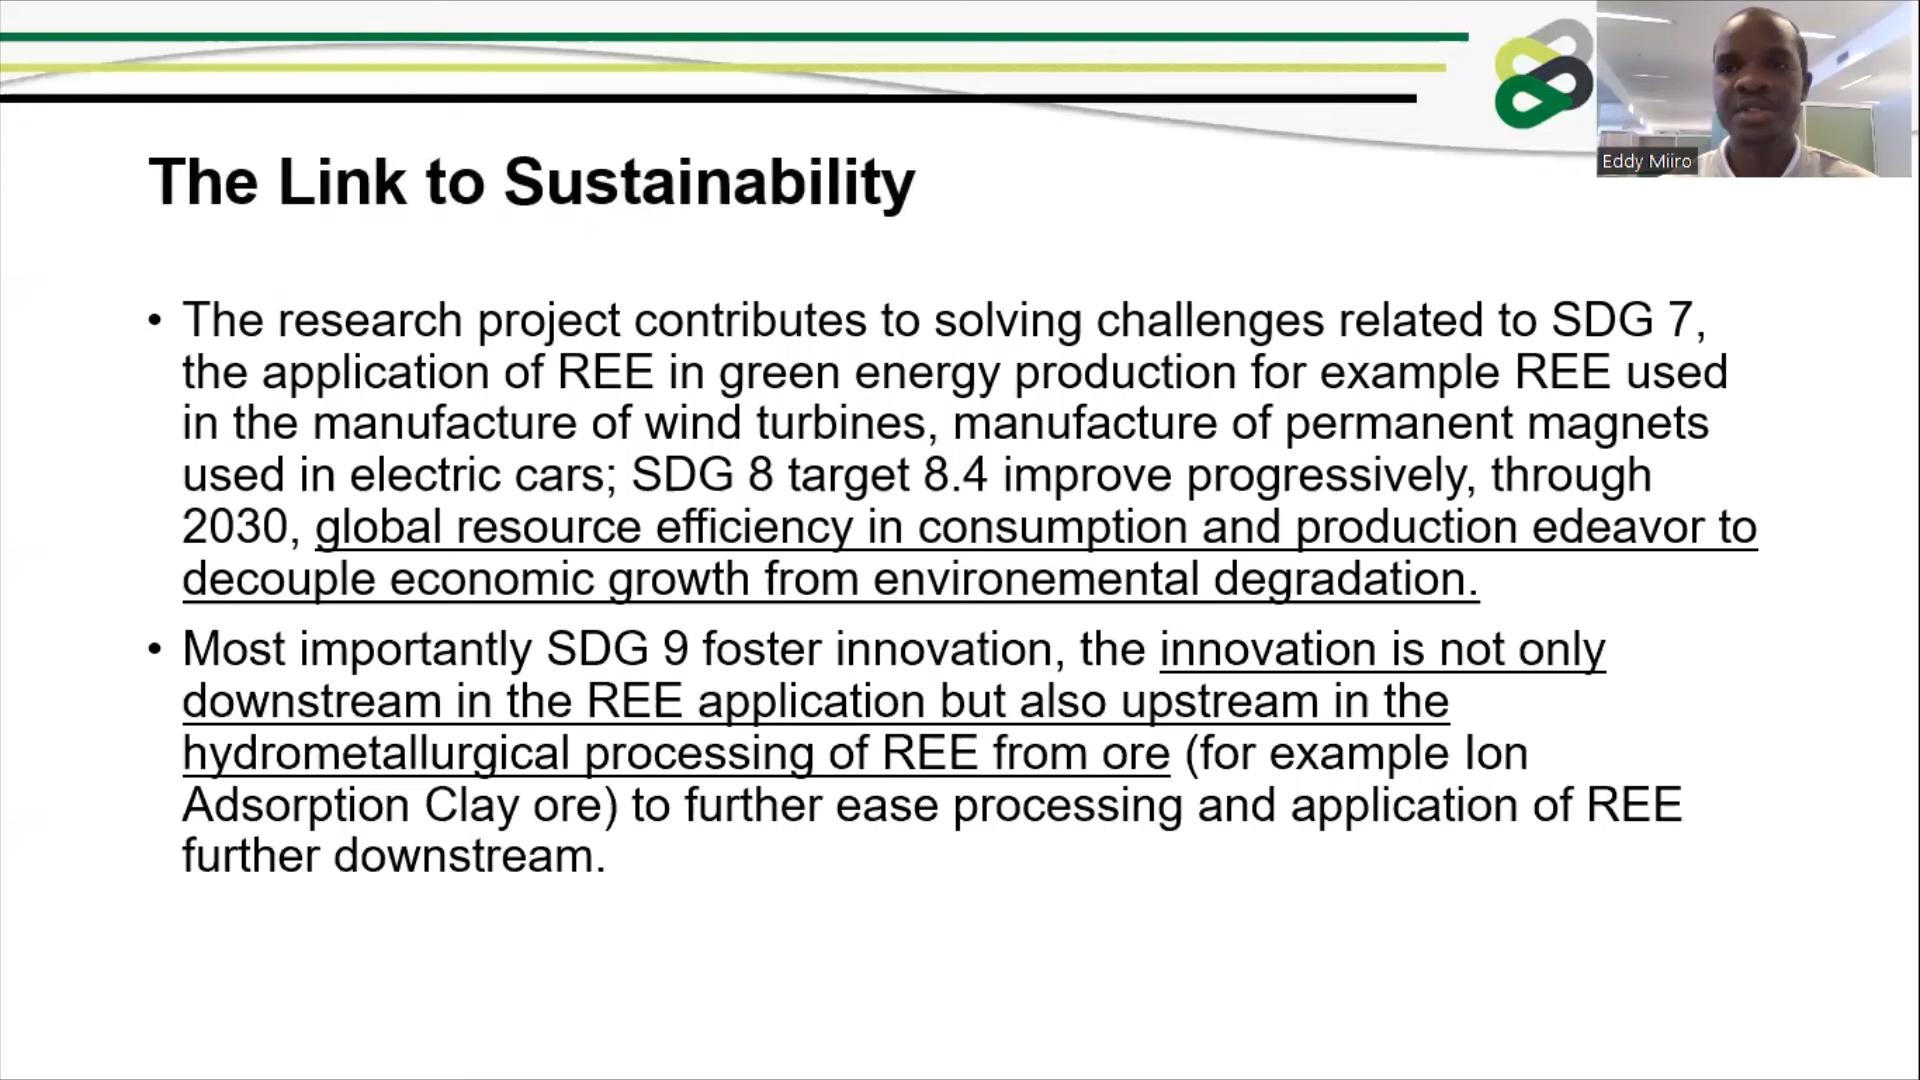 Eddy Miiro
The Link to Sustainability
• The research project contributes to solving challenges related to SDG 7,
the application of REE in green energy production for example REE used
in the manufacture of wind turbines, manufacture of permanent magnets
used in electric cars; SDG 8 target 8.4 improve progressively, through
2030, global resource efficiency in consumption and production edeavor to
decouple economic growth from environemental degradation.
• Most importantly SDG 9 foster innovation, the innovation is not only
downstream in the REE application but also upstream in the
hydrometallurgical processing of REE from ore (for example Ion
Adsorption Clay ore) to further ease processing and application of REE
further downstream.